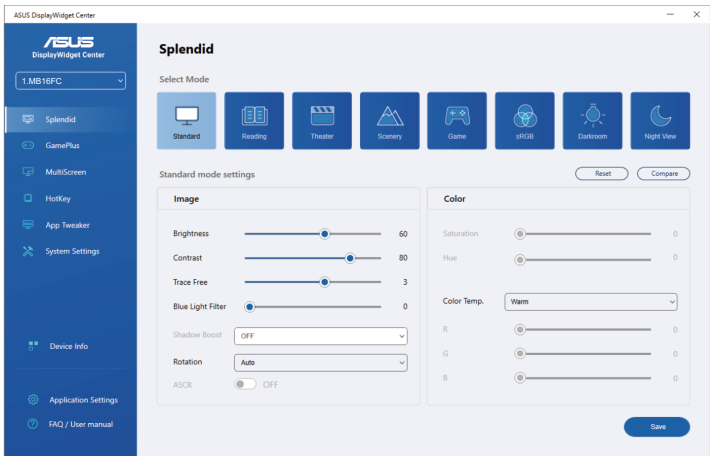 ASUS DisplayWidget Center
ASUS
DisplayWidget Center
1.MB16FC
Splendid
GamePlus
MultiScreen
HotKey
App Tweaker
System Settings
Device Info
Application Settings
FAQ / User manual
Splendid
Select Mode
Standard
Reading
Theater
Scenery
Game
sRGB
Darkroom
Night View
Standard mode settings
Reset
Compare
Image
Brightness 60
Contrast 80
Trace Free 3
Blue Light Filter 0
Shadow Boost OFF
Rotation Auto
ASCR OFF
Color
Saturation 0
Hue 0
Color Temp. Warm
R 0
G 0
B 0
Save